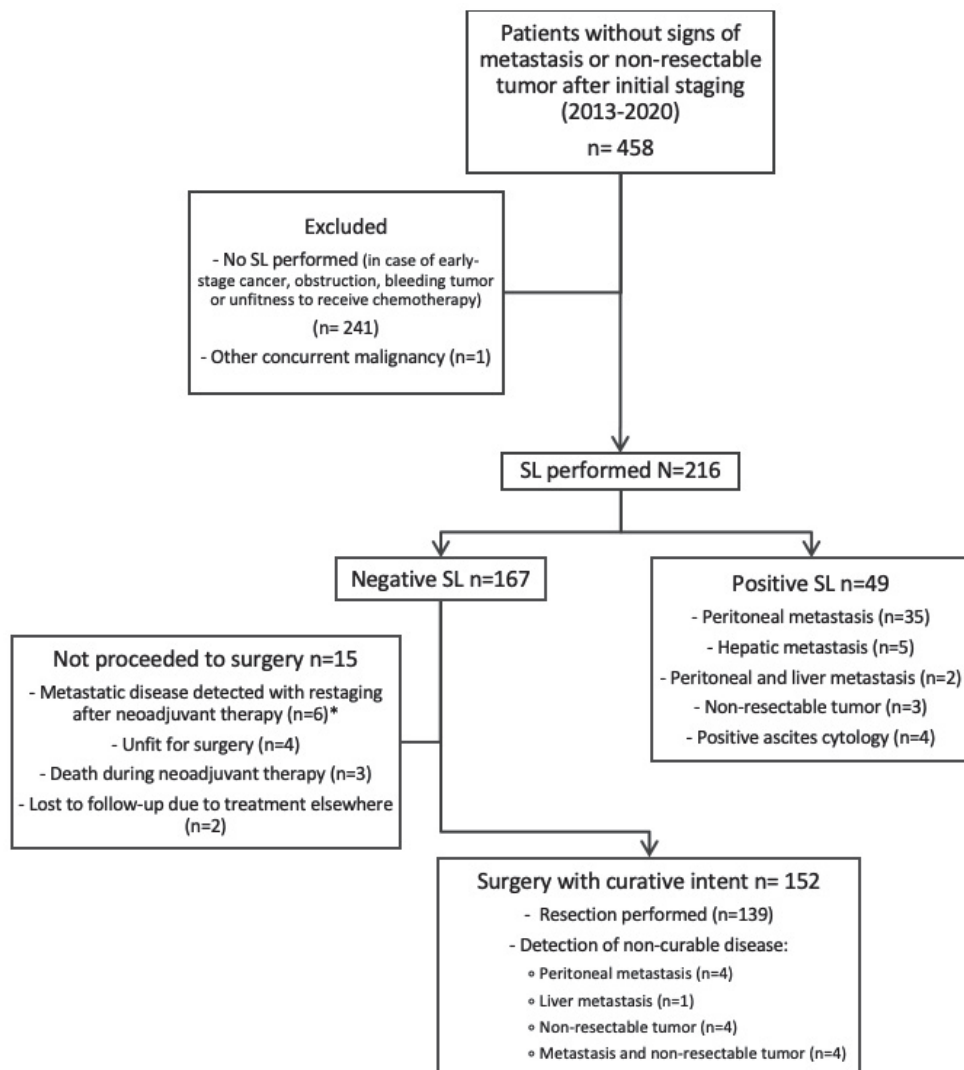 Patients without signs of
metastasis or non-resectable
tumor after initial staging
(2013-2020)
n= 458
Excluded
- No SL performed (in case of early-
stage cancer, obstruction, bleeding tumor
or unfitness to receive chemotherapy)
(n= 241)
- Other concurrent malignancy (n=1)
SL performed N=216
Negative SL n=167
Positive SL n=49
- Peritoneal metastasis (n=35)
- Hepatic metastasis (n=5)
- Peritoneal and liver metastasis (n=2)
- Non-resectable tumor (n=3)
- Positive ascites cytology (n=4)
Not proceeded to surgery n=15
- Metastatic disease detected with restaging
after neoadjuvant therapy (n=6)*
- Unfit for surgery (n=4)
- Death during neoadjuvant therapy (n=3)
- Lost to follow-up due to treatment elsewhere
(n=2)
Surgery with curative intent n= 152
- Resection performed (n=139)
- Detection of non-curable disease:
∘ Peritoneal metastasis (n=4)
∘ Liver metastasis (n=1)
∘ Non-resectable tumor (n=4)
∘ Metastasis and non-resectable tumor (n=4)